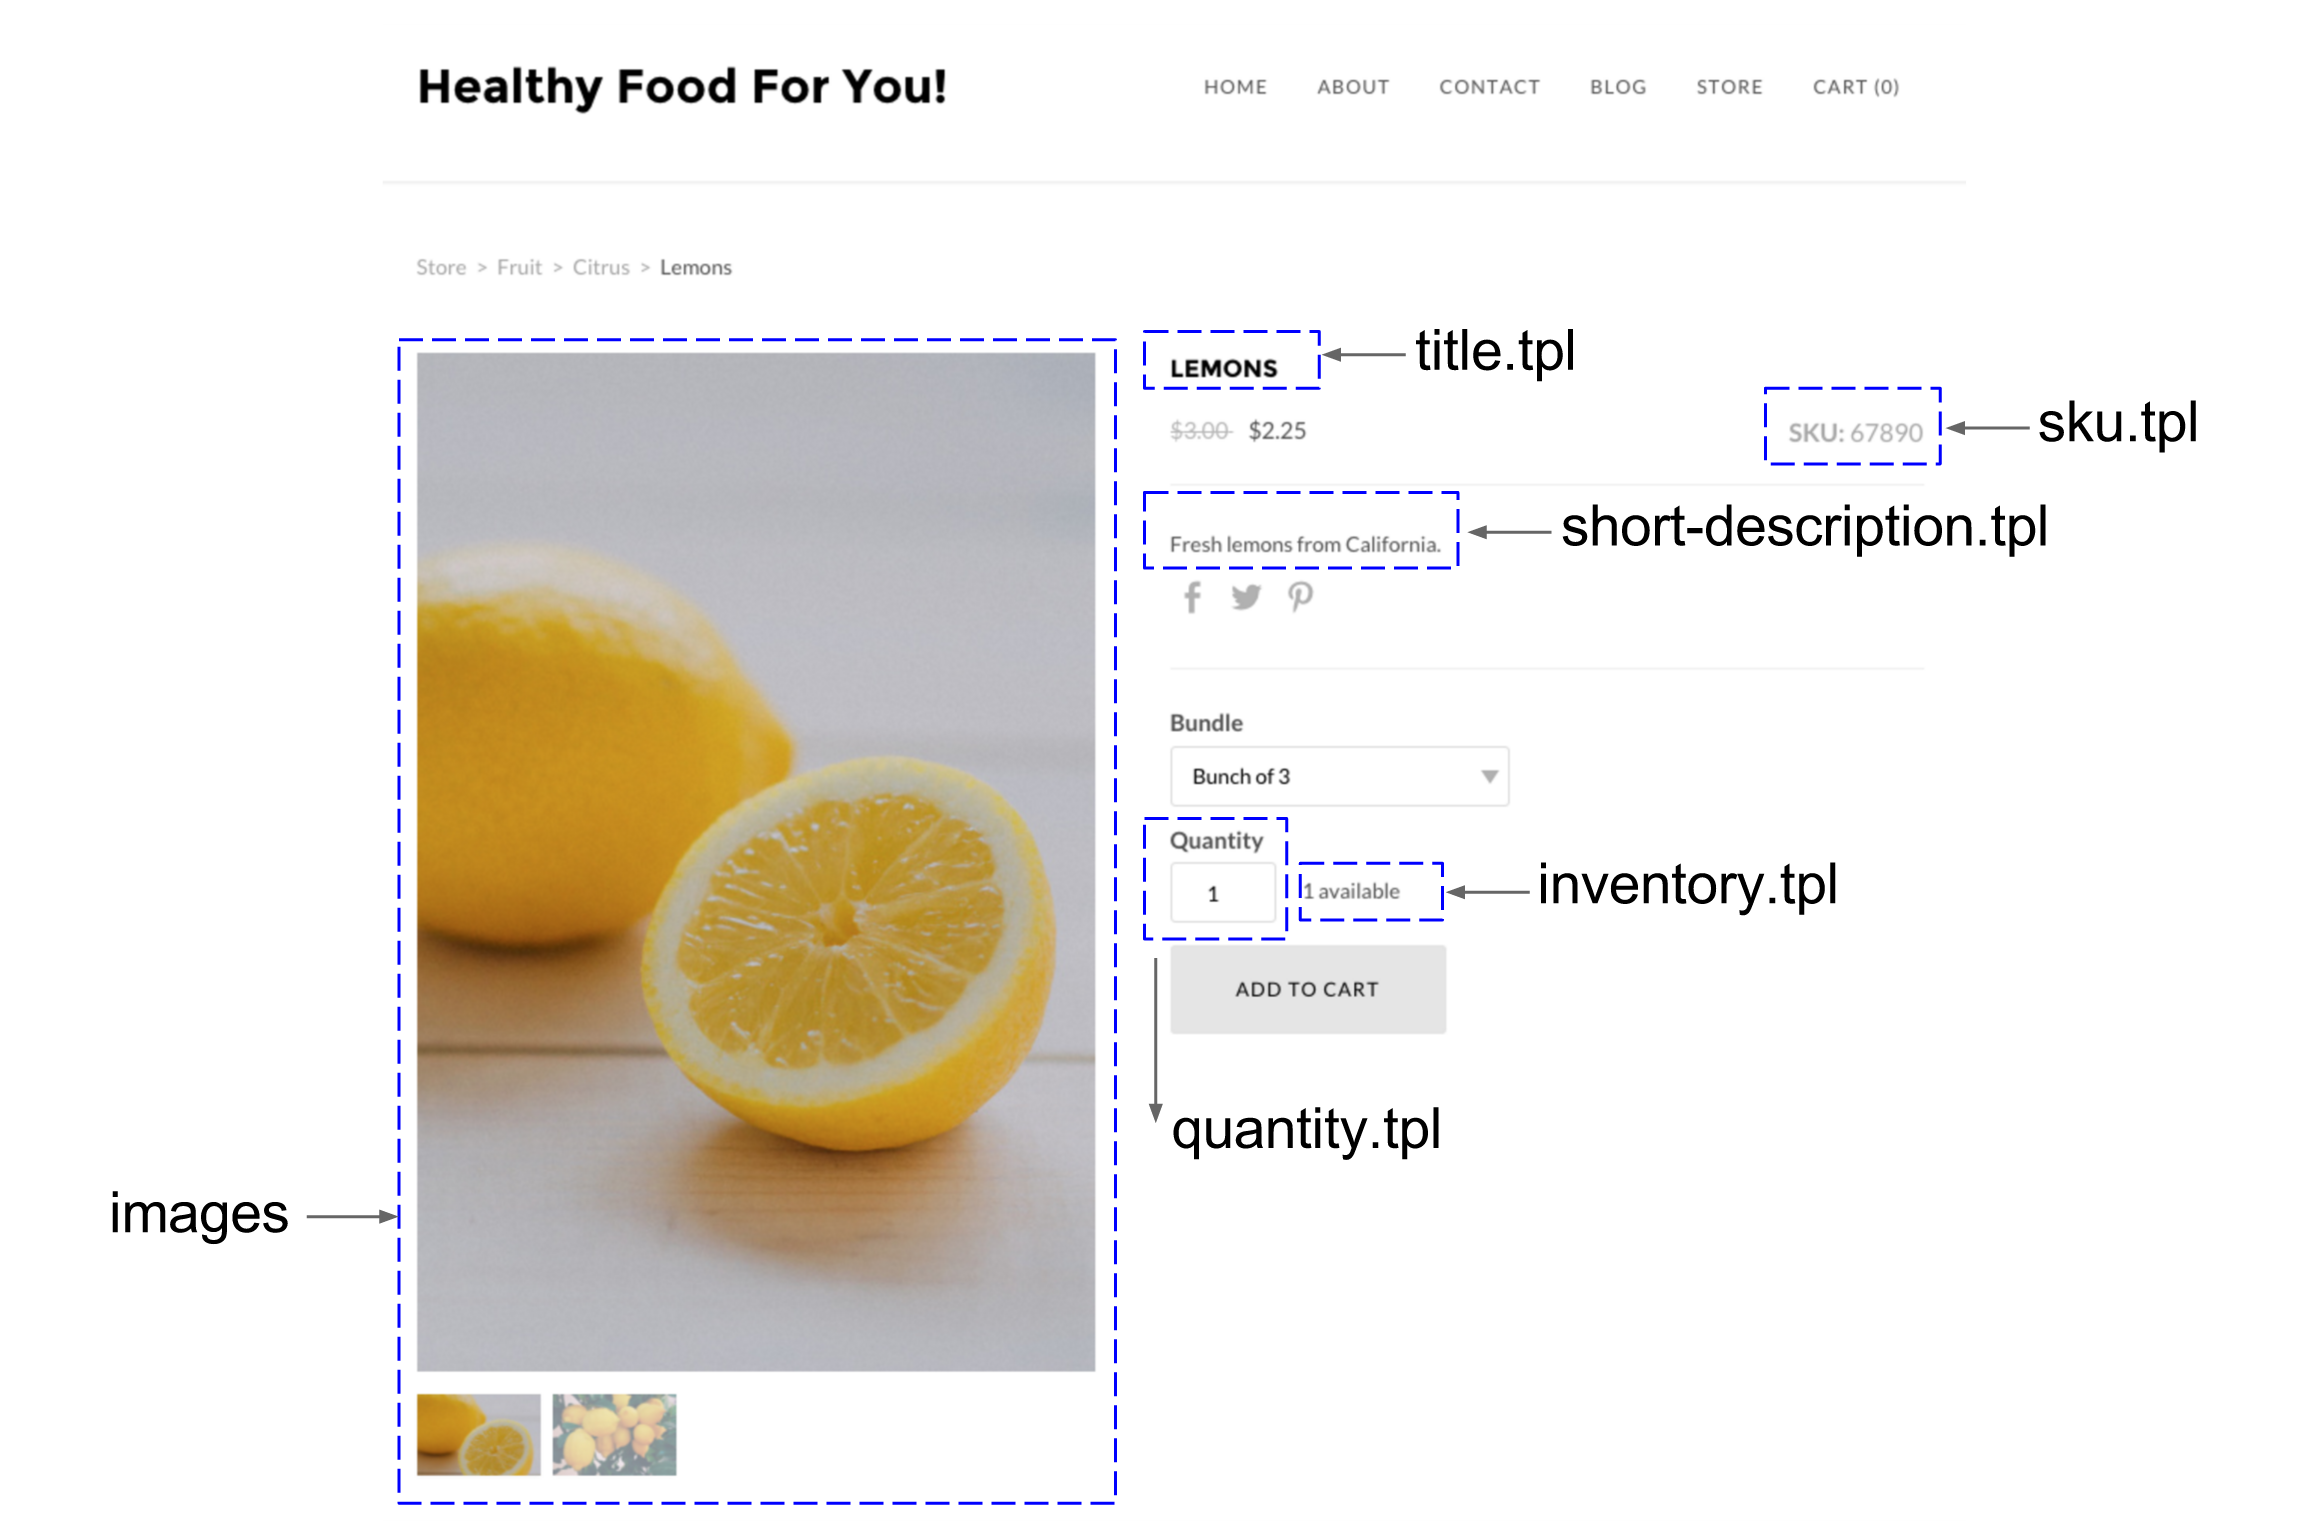 Healthy Food For You!
HOME ABOUT CONTACT BLOG STORE CART (0)
Store > Fruit > Citrus > Lemons
LEMONS
title.tpl
$3.00 $2.25
SKU: 67890
sku.tpl
Fresh lemons from California.
short-description.tpl
Bundle
Bunch of 3
Quantity
1
1 available
inventory.tpl
ADD TO CART
quantity.tpl
images